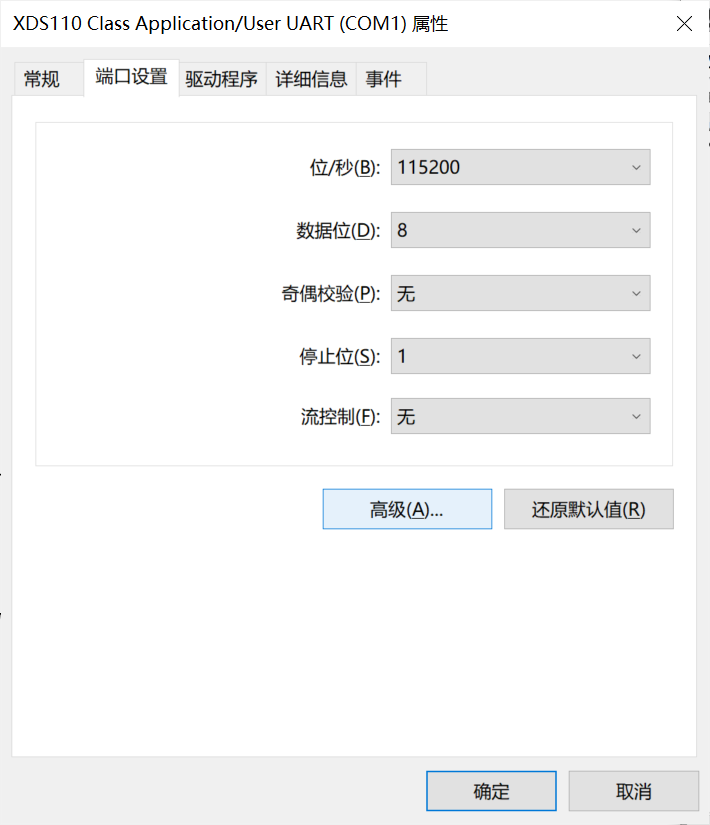 XDS110 Class Application/User UART (COM1) 属性
常规 端口设置 驱动程序 详细信息 事件
位/秒(B): 115200
数据位(D): 8
奇偶校验(P): 无
停止位(S): 1
流控制(F): 无
高级(A)... 还原默认值(R)
确定 取消